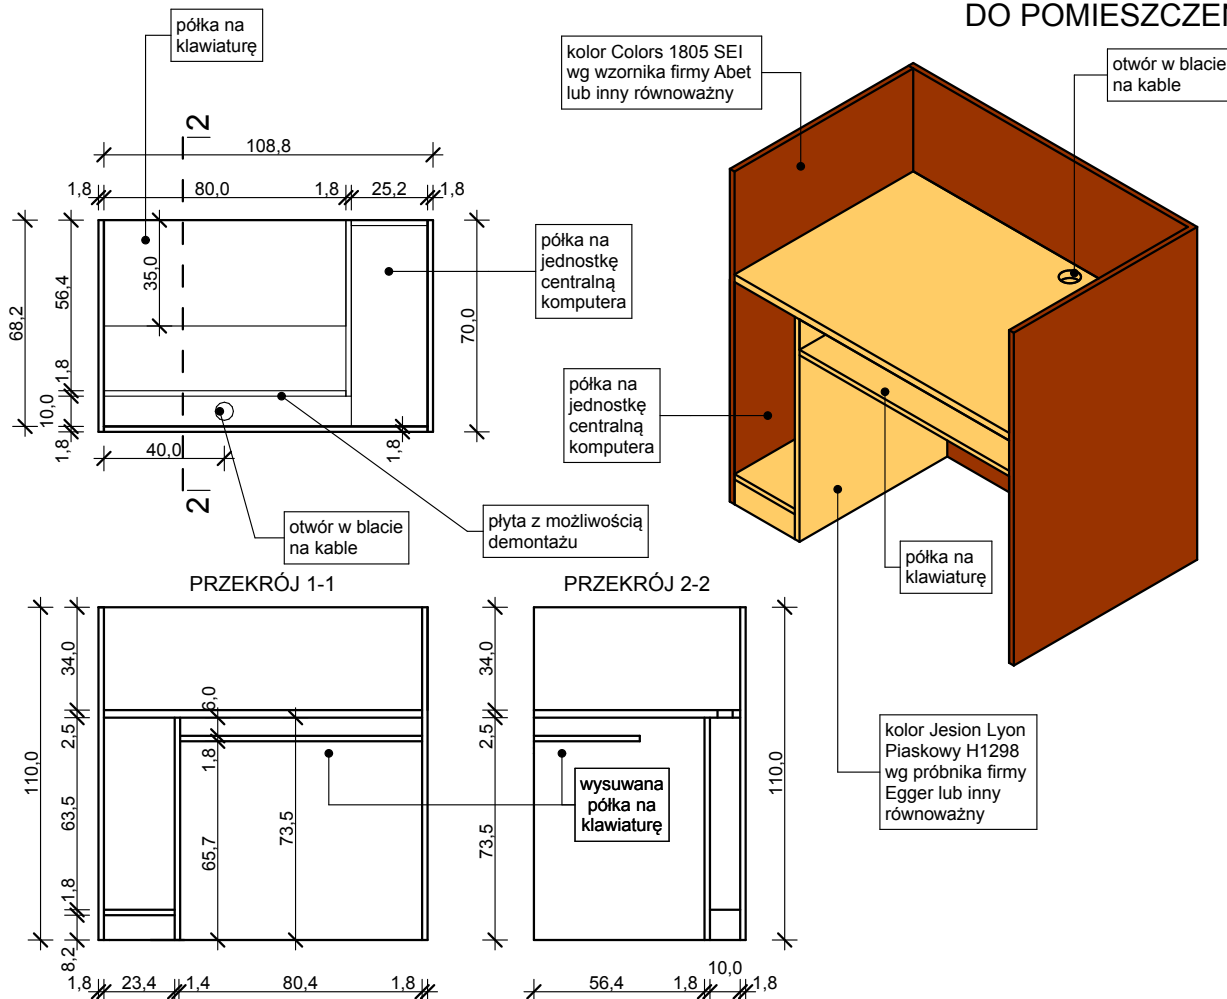 DO POMIESZCZEŃ
półka na
klawiaturę
kolor Colors 1805 SEI
wg wzornika firmy Abet
lub inny równoważny
otwór w blacie
na kable
2
108,8
1,8
80,0
1,8
25,2
1,8
68,2
56,4
35,0
1,8
10,0
1,8
40,0
1,8
70,0
2
półka na
jednostkę
centralną
komputera
półka na
jednostkę
centralną
komputera
otwór w blacie
na kable
płyta z możliwością
demontażu
półka na
klawiaturę
PRZEKRÓJ 1-1
110,0
34,0
2,5
63,5
1,8
8,2
6,0
1,8
65,7
73,5
1,8
23,4
1,4
80,4
1,8
wysuwana
półka na
klawiaturę
PRZEKRÓJ 2-2
34,0
2,5
73,5
110,0
56,4
1,8
10,0
1,8
kolor Jesion Lyon
Piaskowy H1298
wg próbnika firmy
Egger lub inny
równoważny